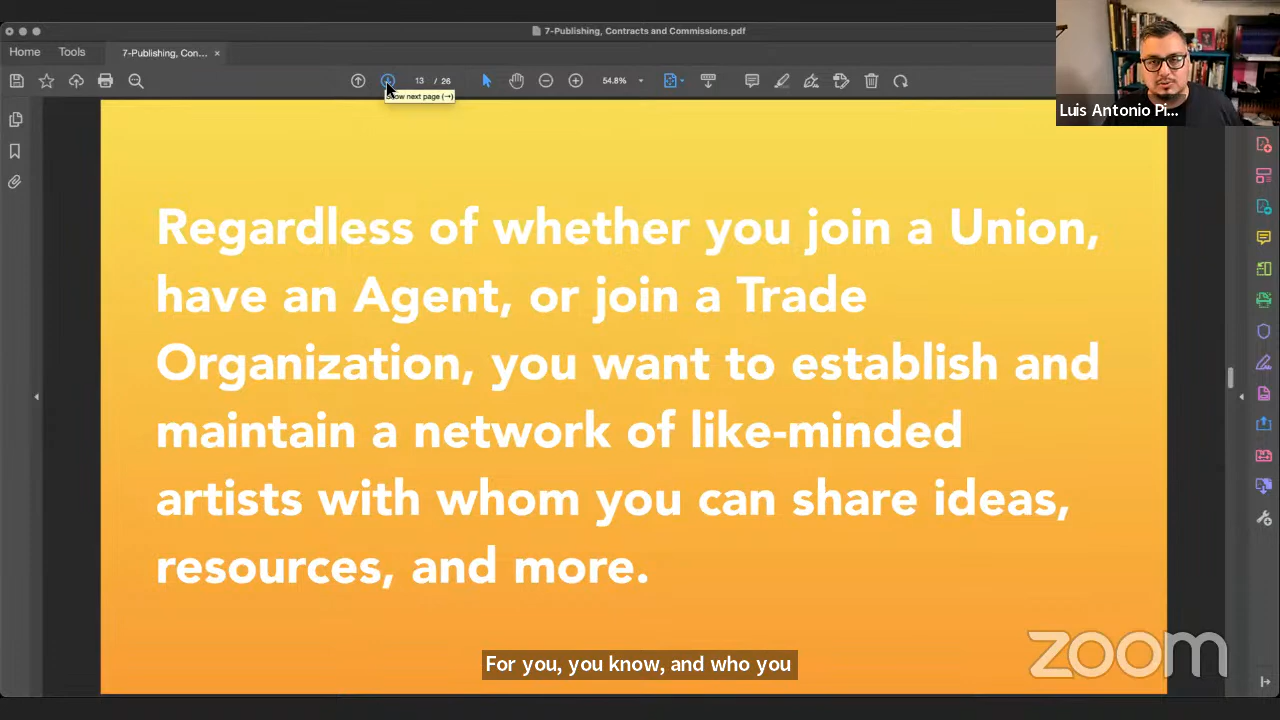 7-Publishing, Contracts and Commissions.pdf
Home
Tools
7-Publishing, Con...
13 / 26
54.8%
Show next page (→)
Luis Antonio Pi...
Regardless of whether you join a Union,
have an Agent, or join a Trade
Organization, you want to establish and
maintain a network of like-minded
artists with whom you can share ideas,
resources, and more.
For you, you know, and who you
zoom